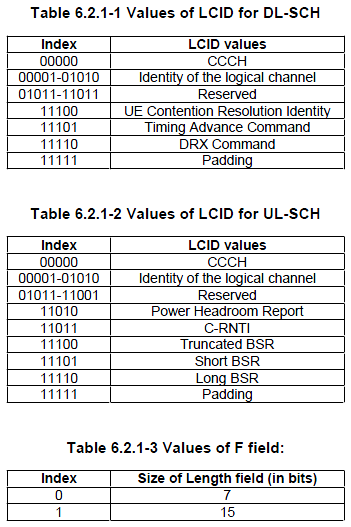 Table 6.2.1-1 Values of LCID for DL-SCH
Index LCID values
00000 CCCH
00001-01010 Identity of the logical channel
01011-11011 Reserved
11100 UE Contention Resolution Identity
11101 Timing Advance Command
11110 DRX Command
11111 Padding
Table 6.2.1-2 Values of LCID for UL-SCH
Index LCID values
00000 CCCH
00001-01010 Identity of the logical channel
01011-11001 Reserved
11010 Power Headroom Report
11011 C-RNTI
11100 Truncated BSR
11101 Short BSR
11110 Long BSR
11111 Padding
Table 6.2.1-3 Values of F field:
Index Size of Length field (in bits)
0 7
1 15